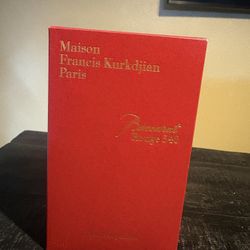 Maison
Francis Kurkdjian
Paris
Baccarat
Rouge 540